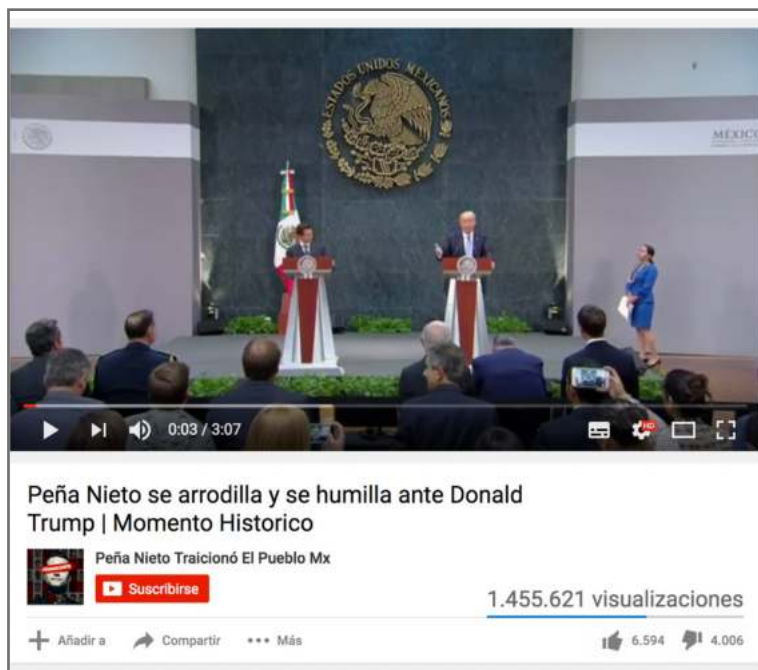 ESTADOS UNIDOS MEXICANOS
MÉXICO
0:03 / 3:07
HD
Peña Nieto se arrodilla y se humilla ante Donald
Trump | Momento Historico
Peña Nieto Traicionó El Pueblo Mx
Suscribirse
1.455.621 visualizaciones
Añadir a
Compartir
Más
6.594
4.006